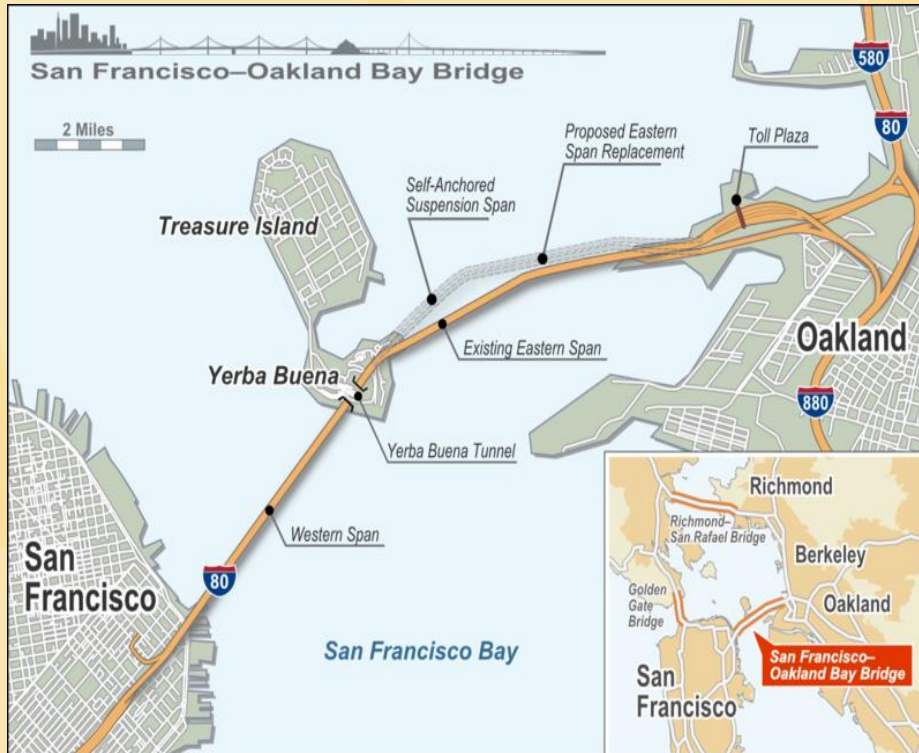 San Francisco–Oakland Bay Bridge
2 Miles
580
80
Toll Plaza
Proposed Eastern
Span Replacement
Self-Anchored
Suspension Span
Treasure Island
Existing Eastern Span
Oakland
Yerba Buena
880
Yerba Buena Tunnel
Western Span
San
Francisco
80
San Francisco Bay
Richmond
Richmond–
San Rafael Bridge
Berkeley
Golden
Gate
Bridge
Oakland
San Francisco–
Oakland Bay Bridge
San
Francisco